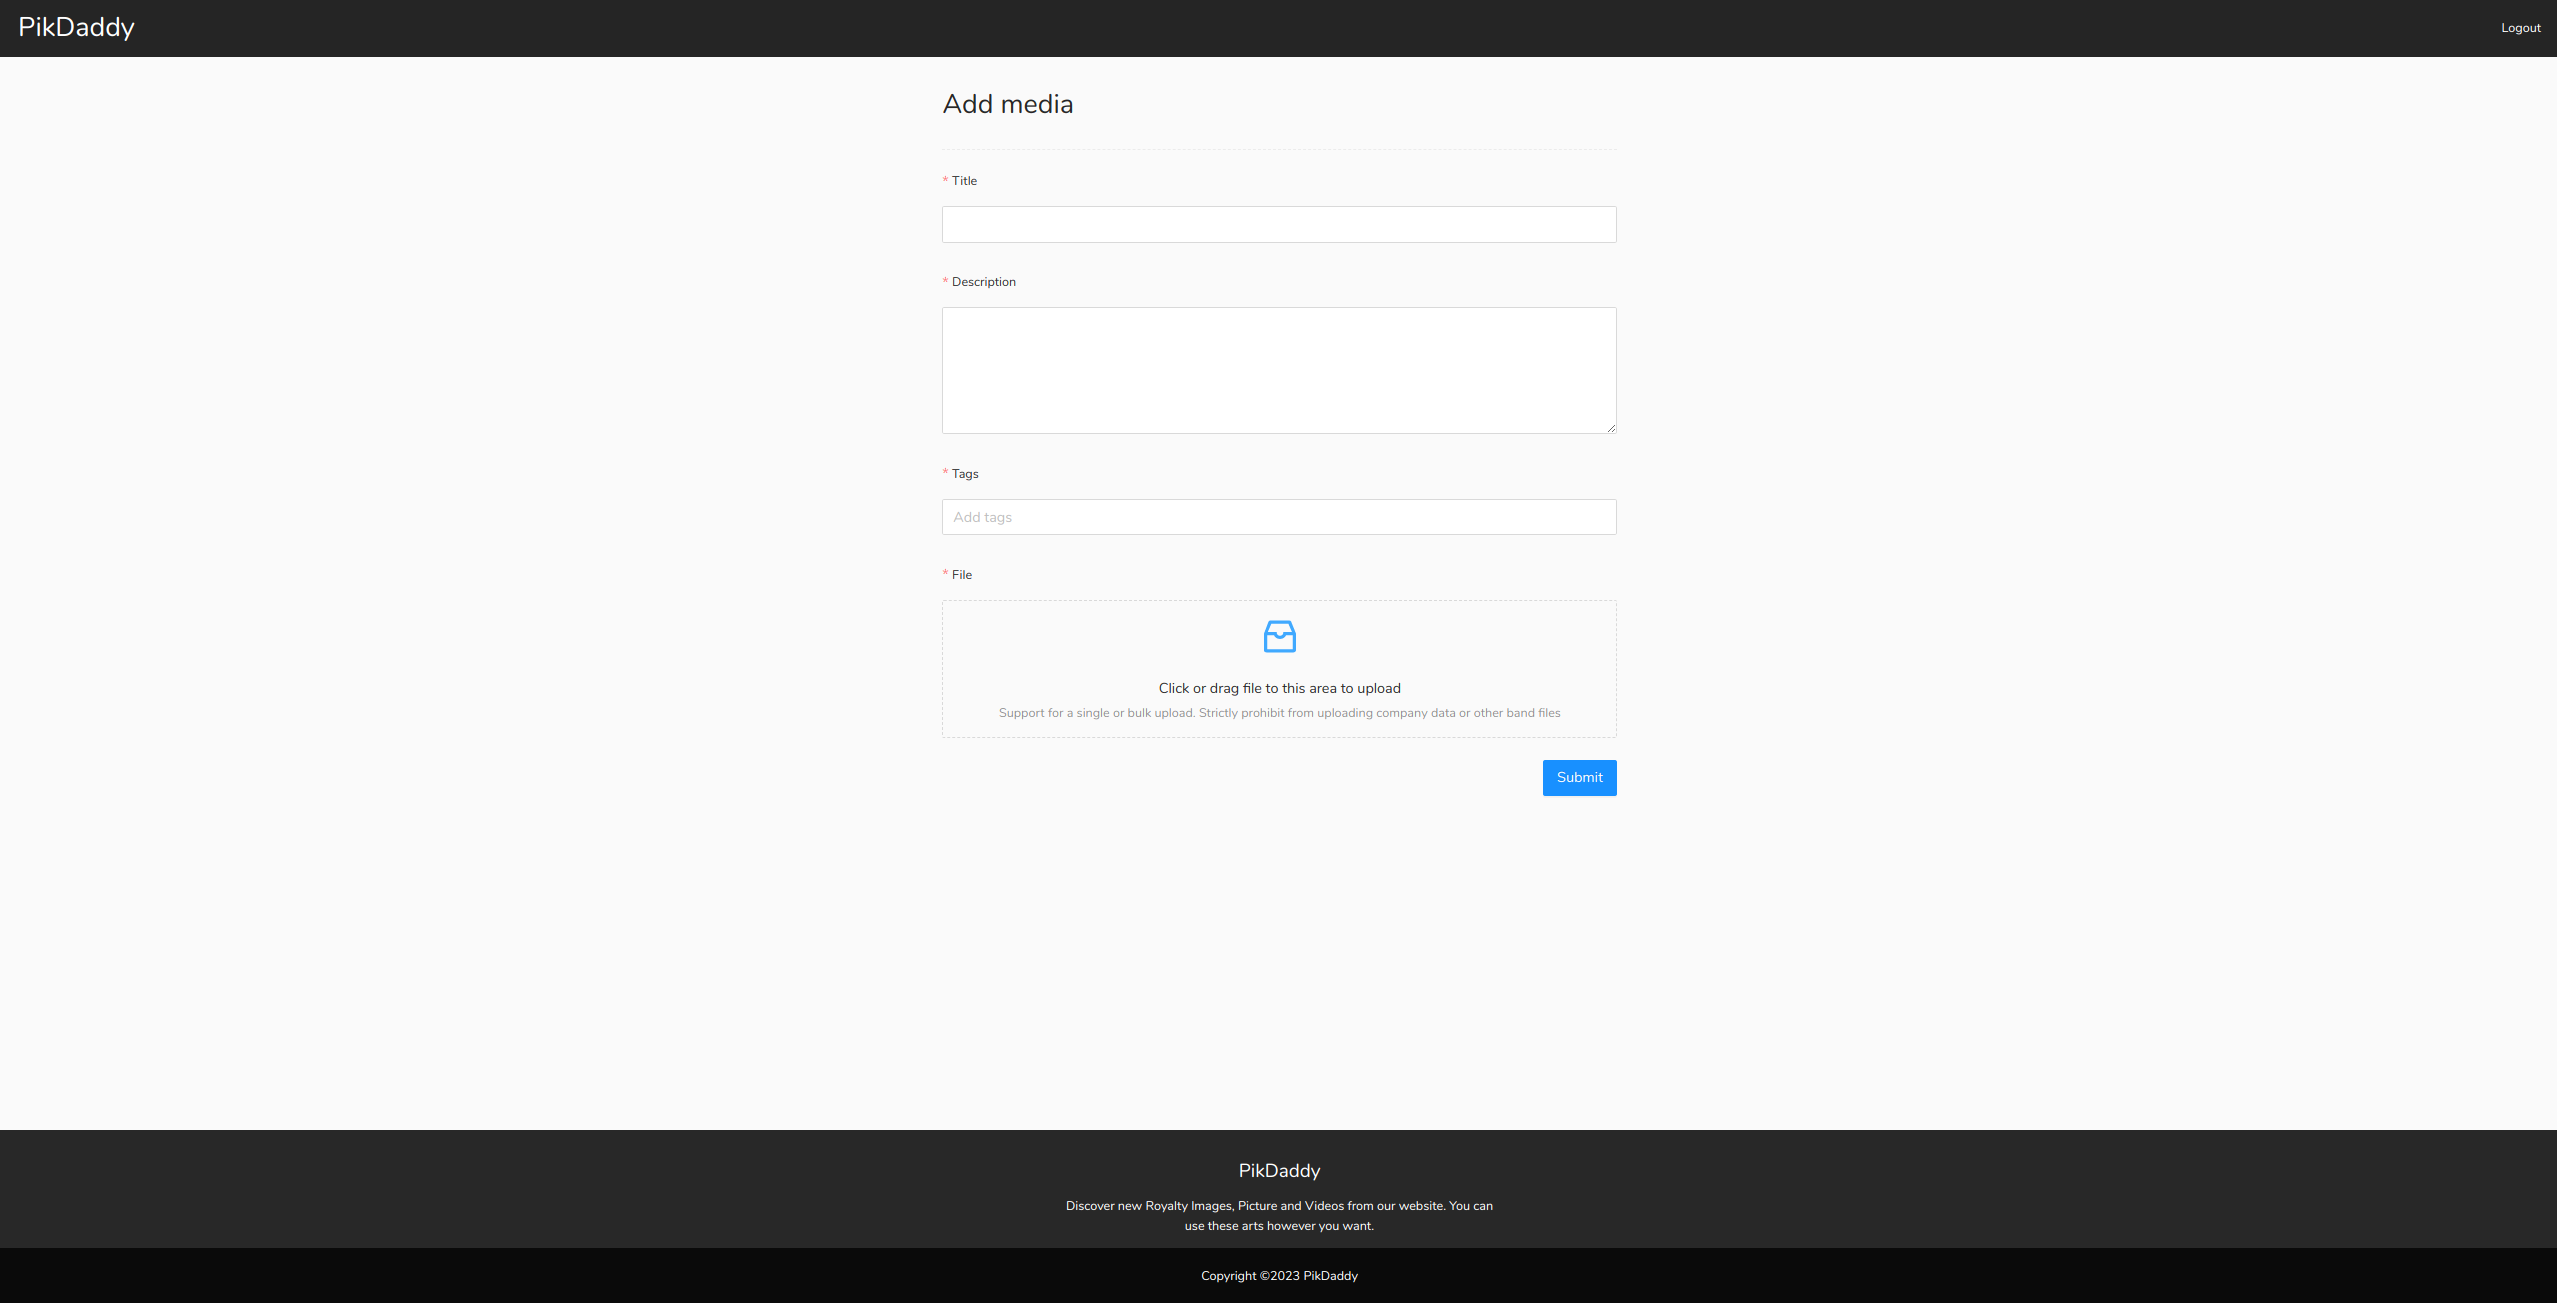 PikDaddy
Logout
Add media
* Title
* Description
* Tags
Add tags
* File
Click or drag file to this area to upload
Support for a single or bulk upload. Strictly prohibit from uploading company data or other band files
Submit
PikDaddy
Discover new Royalty Images, Picture and Videos from our website. You can
use these arts however you want.
Copyright ©2023 PikDaddy